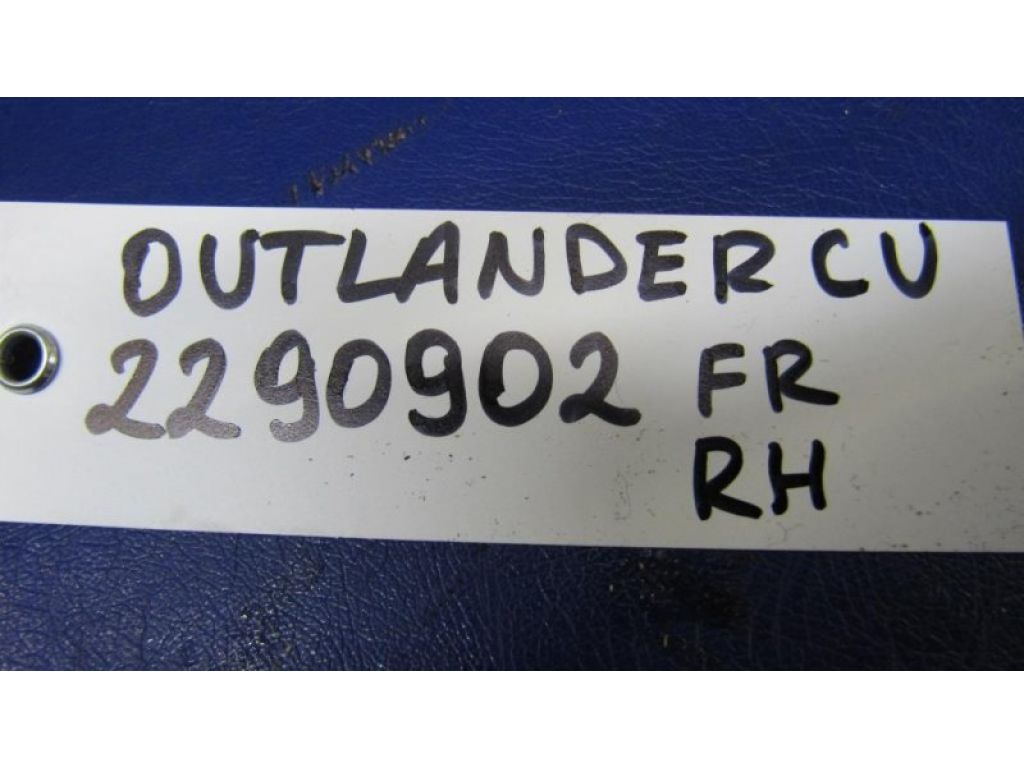 OUTLANDER CU
2290902 FR
RH